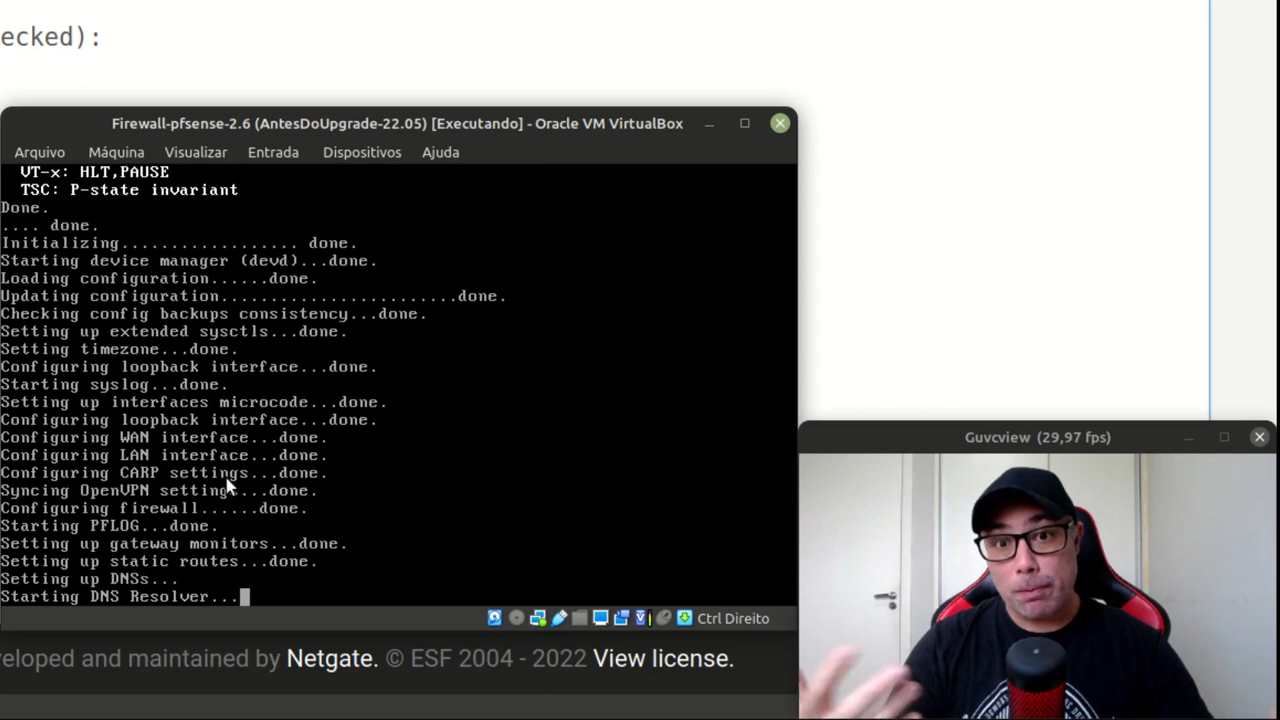 ecked):
Firewall-pfsense-2.6 (AntesDoUpgrade-22.05) [Executando] - Oracle VM VirtualBox
Arquivo Máquina Visualizar Entrada Dispositivos Ajuda
VT-x: HLT,PAUSE
TSC: P-state invariant
Done.
.... done.
Initializing.................. done.
Starting device manager (devd)...done.
Loading configuration......done.
Updating configuration........................done.
Checking config backups consistency...done.
Setting up extended sysctls...done.
Setting timezone...done.
Configuring loopback interface...done.
Starting syslog...done.
Setting up interfaces microcode...done.
Configuring loopback interface...done.
Configuring WAN interface...done.
Configuring LAN interface...done.
Configuring CARP settings...done.
Syncing OpenVPN settings...done.
Configuring firewall......done.
Starting PFLOG...done.
Setting up gateway monitors...done.
Setting up static routes...done.
Setting up DNSs...
Starting DNS Resolver...
Ctrl Direito
Guvcview (29,97 fps)
veloped and maintained by Netgate. © ESF 2004 - 2022 View license.